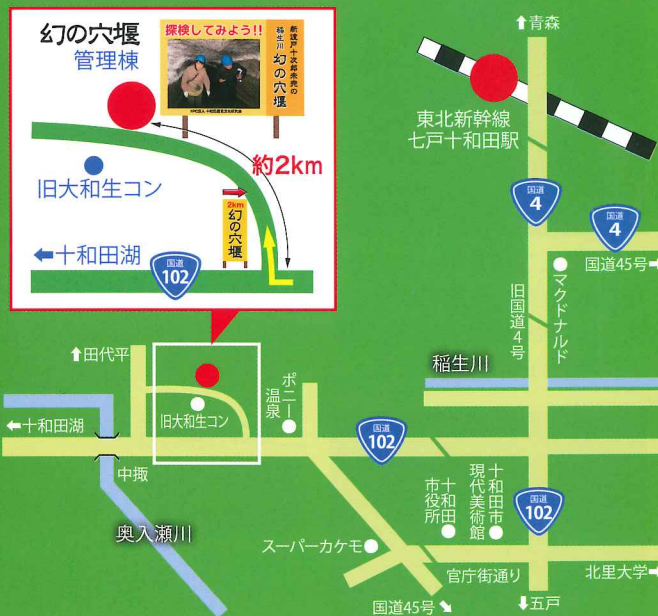 幻の穴堰
管理棟
探検してみよう!!
新渡戸十次郎未完の
稲生川
幻の穴堰
約2km
旧大和生コン
2km
幻の穴堰
←十和田湖
国道
102
↑青森
東北新幹線
七戸十和田駅
国道
4
国道
4
国道45号→
マクドナルド
旧国道4号
稲生川
↑田代平
ポニー
温泉
旧大和生コン
←十和田湖
国道
102
中掫
奥入瀬川
十和田市
現代美術館
十和田
市役所
国道
102
スーパーカケモ
官庁街通り
北里大学→
国道45号↘
↓五戸